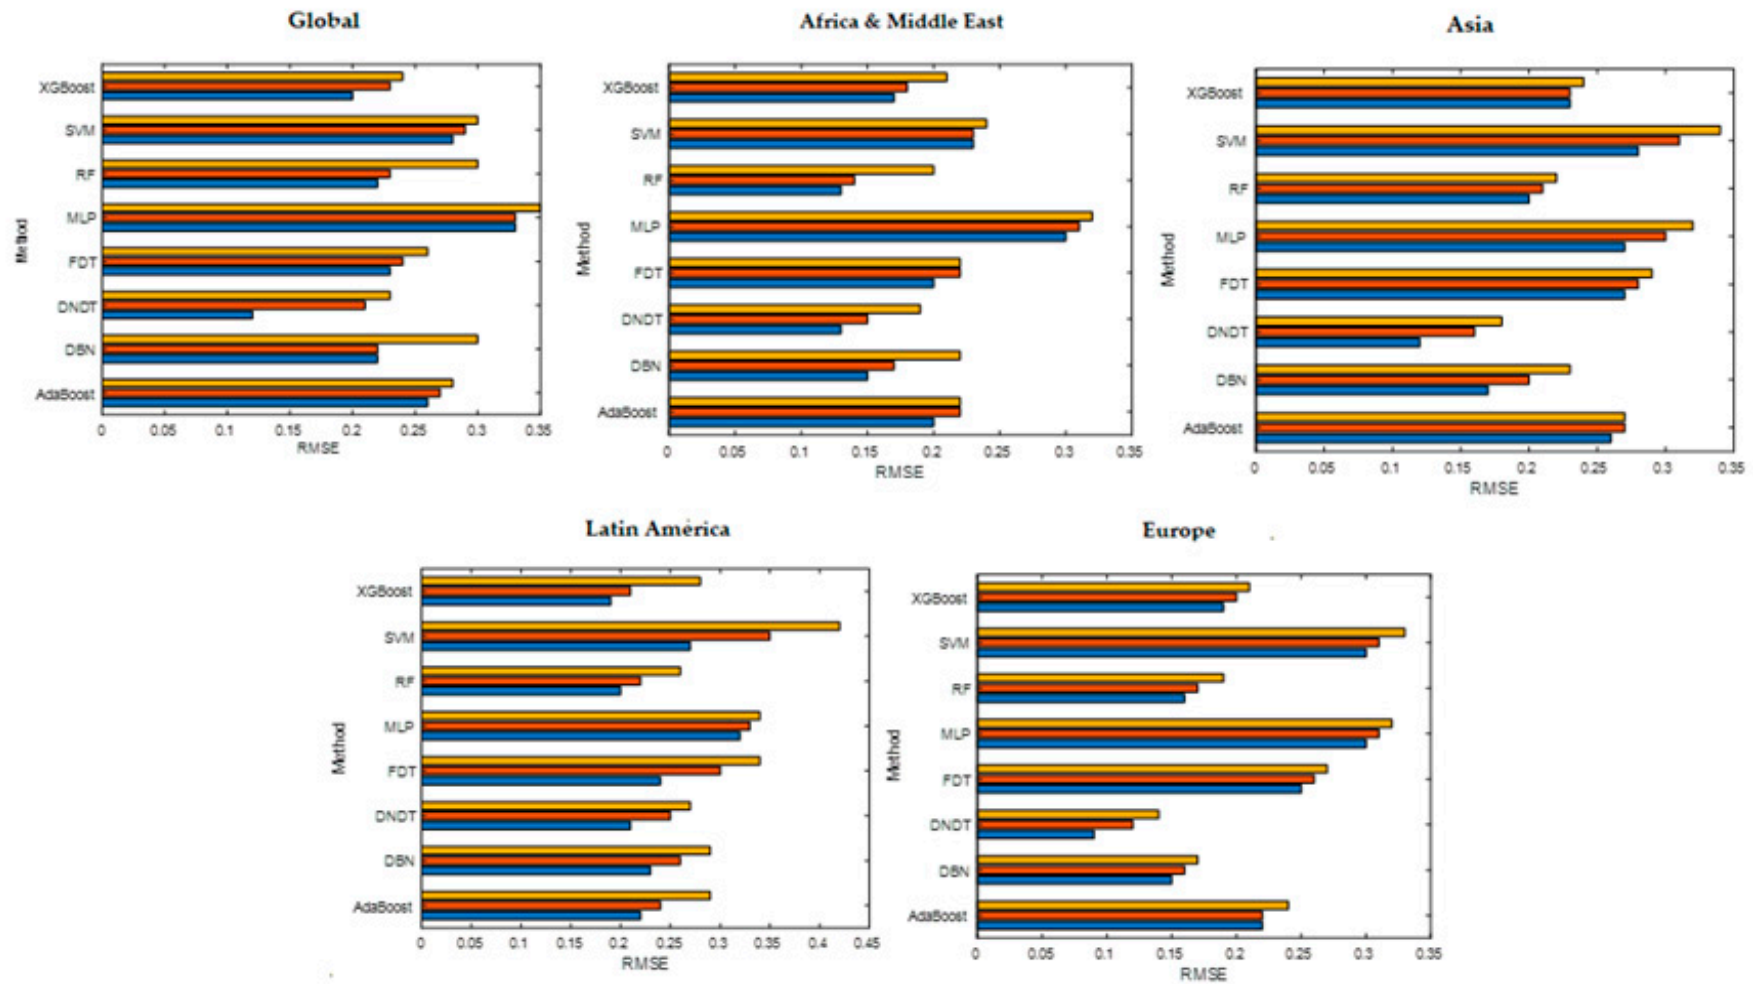 Global
XGBoost
SVM
RF
MLP
FDT
DNDT
DBN
AdaBoost
Method
0 0.05 0.1 0.15 0.2 0.25 0.3 0.35
RMSE
Africa & Middle East
XGBoost
SVM
RF
MLP
FDT
DNDT
DBN
AdaBoost
Method
0 0.05 0.1 0.15 0.2 0.25 0.3 0.35
RMSE
Asia
XGBoost
SVM
RF
MLP
FDT
DNDT
DBN
AdaBoost
Method
0 0.05 0.1 0.15 0.2 0.25 0.3 0.35
RMSE
Latin América
XGBoost
SVM
RF
MLP
FDT
DNDT
DBN
AdaBoost
Method
0 0.05 0.1 0.15 0.2 0.25 0.3 0.35 0.4 0.45
RMSE
Europe
XGBoost
SVM
RF
MLP
FDT
DNDT
DBN
AdaBoost
Method
0 0.05 0.1 0.15 0.2 0.25 0.3 0.35
RMSE